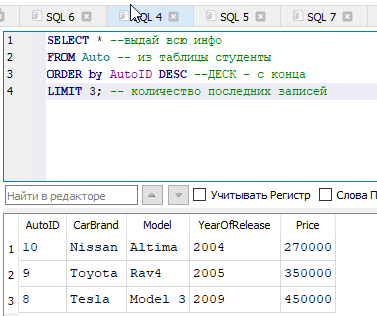 SQL 6 SQL 4 SQL 5 SQL 7
1 SELECT * --выдай всю инфо
2 FROM Auto -- из таблицы студенты
3 ORDER by AutoID DESC --ДЕСК - с конца
4 LIMIT 3; -- количество последних записей
Найти в редакторе Учитывать Регистр Слова
AutoID CarBrand Model YearOfRelease Price
1 10 Nissan Altima 2004 270000
2 9 Toyota Rav4 2005 350000
3 8 Tesla Model 3 2009 450000